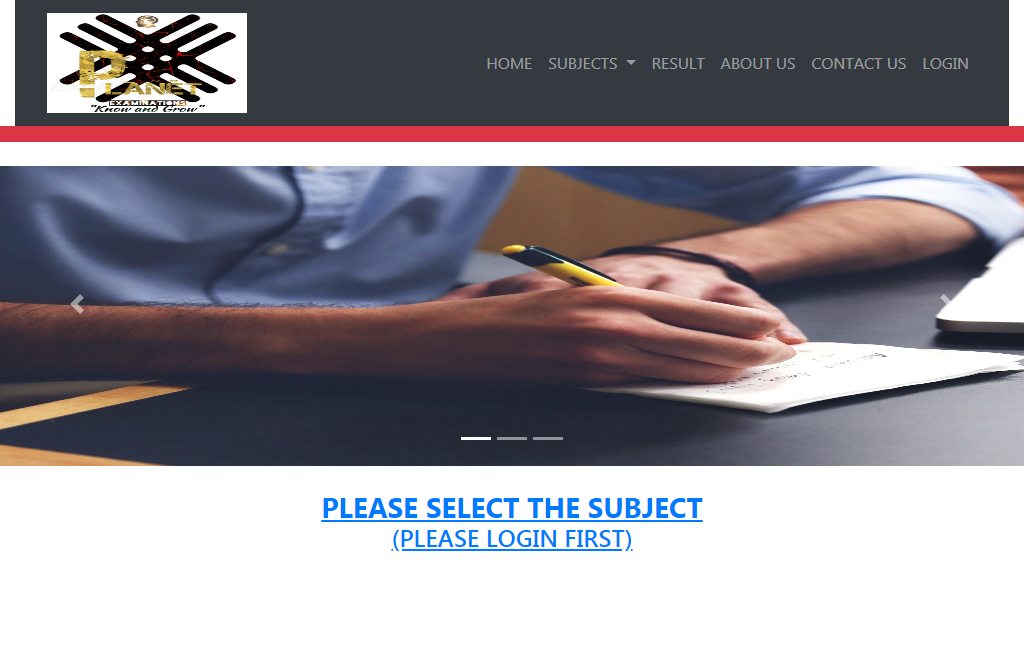 PLANET
EXAMINATIONS
"Know and Grow"
HOME SUBJECTS RESULT ABOUT US CONTACT US LOGIN
PLEASE SELECT THE SUBJECT
(PLEASE LOGIN FIRST)